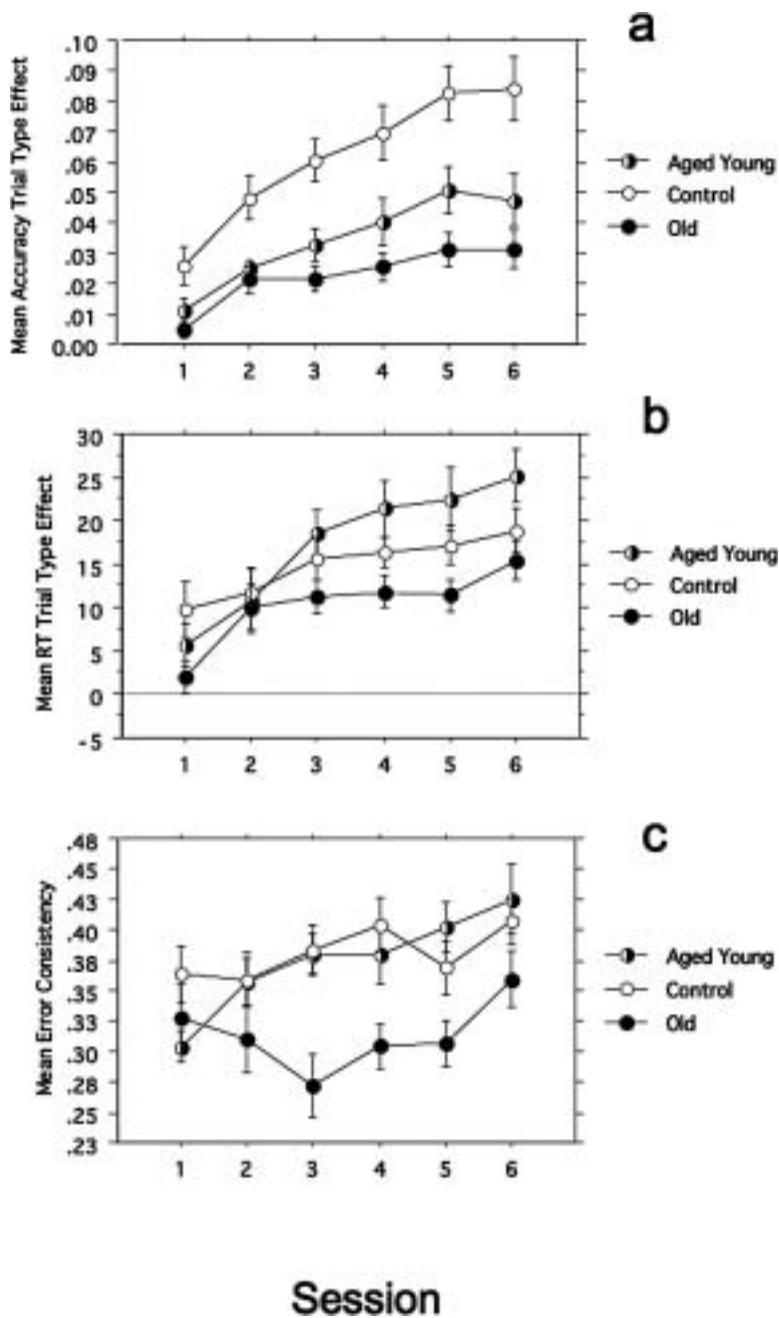 a
Mean Accuracy Trial Type Effect
.10
.09
.08
.07
.06
.05
.04
.03
.02
.01
0.00
1 2 3 4 5 6
Aged Young
Control
Old
b
Mean RT Trial Type Effect
30
25
20
15
10
5
0
-5
1 2 3 4 5 6
Aged Young
Control
Old
c
Mean Error Consistency
.48
.45
.43
.40
.38
.35
.33
.30
.28
.25
.23
1 2 3 4 5 6
Aged Young
Control
Old
Session